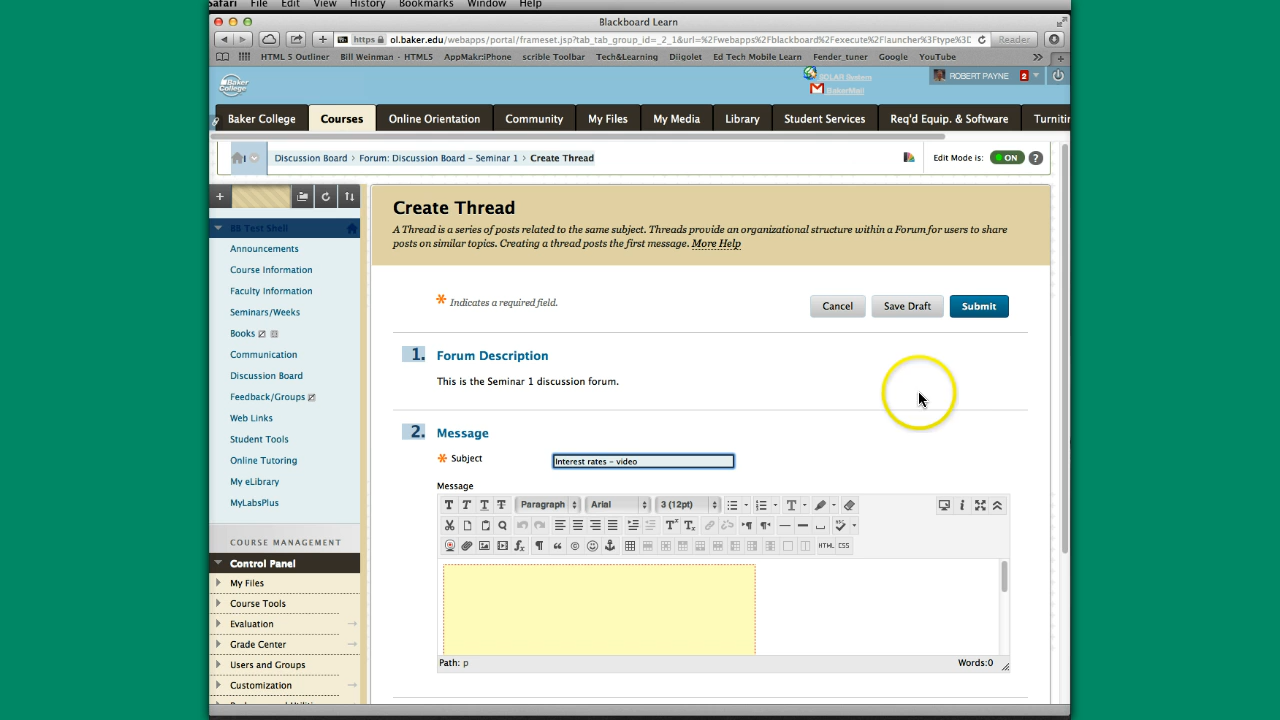 Safari File Edit View History Bookmarks Window Help
Blackboard Learn
https ol.baker.edu/webapps/portal/frameset.jsp?tab_tab_group_id=_2_1&url=%2Fwebapps%2Fblackboard%2Fexecute%2Flauncher%3Ftype%3D Reader
HTML 5 Outliner Bill Weinman - HTML5 AppMakr:iPhone scribble Toolbar Tech&Learning Diigolet Ed Tech Mobile Learn Fender_tuner Google YouTube
Baker College SOLAR System ROBERT PAYNE 2
BakerMail
Baker College Courses Online Orientation Community My Files My Media Library Student Services Req'd Equip. & Software Turnitin
Discussion Board > Forum: Discussion Board – Seminar 1 > Create Thread Edit Mode is: ON ?
BB Test Shell
Announcements
Course Information
Faculty Information
Seminars/Weeks
Books
Communication
Discussion Board
Feedback/Groups
Web Links
Student Tools
Online Tutoring
My eLibrary
MyLabsPlus
COURSE MANAGEMENT
Control Panel
My Files
Course Tools
Evaluation
Grade Center
Users and Groups
Customization
Create Thread
A Thread is a series of posts related to the same subject. Threads provide an organizational structure within a Forum for users to share
posts on similar topics. Creating a thread posts the first message. More Help
* Indicates a required field.
Cancel Save Draft Submit
1. Forum Description
This is the Seminar 1 discussion forum.
2. Message
* Subject Interest rates – video
Message
T T T T Paragraph Arial 3 (12pt) T
HTML CSS
Path: p Words:0